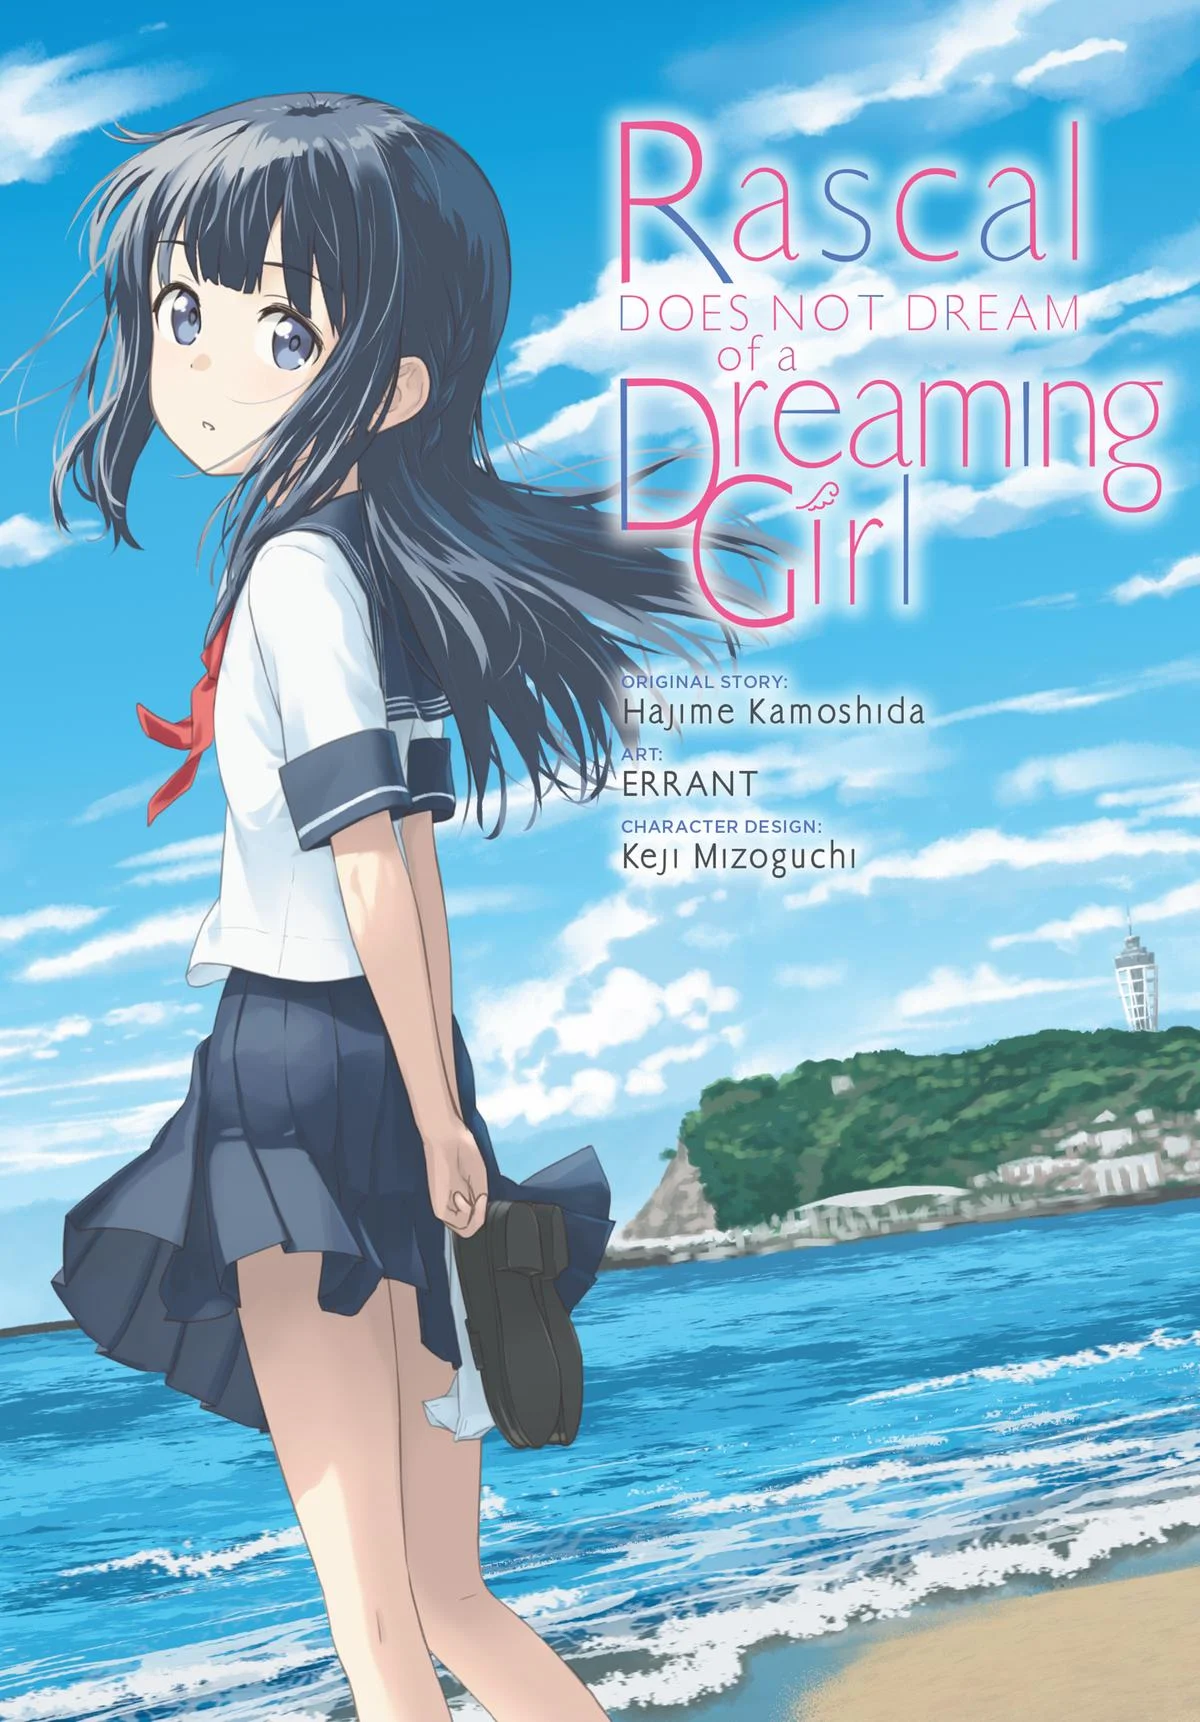 Rascal
DOES NOT DREAM
of a
Dreaming
Girl
ORIGINAL STORY:
Hajime Kamoshida
ART:
ERRANT
CHARACTER DESIGN:
Keji Mizoguchi